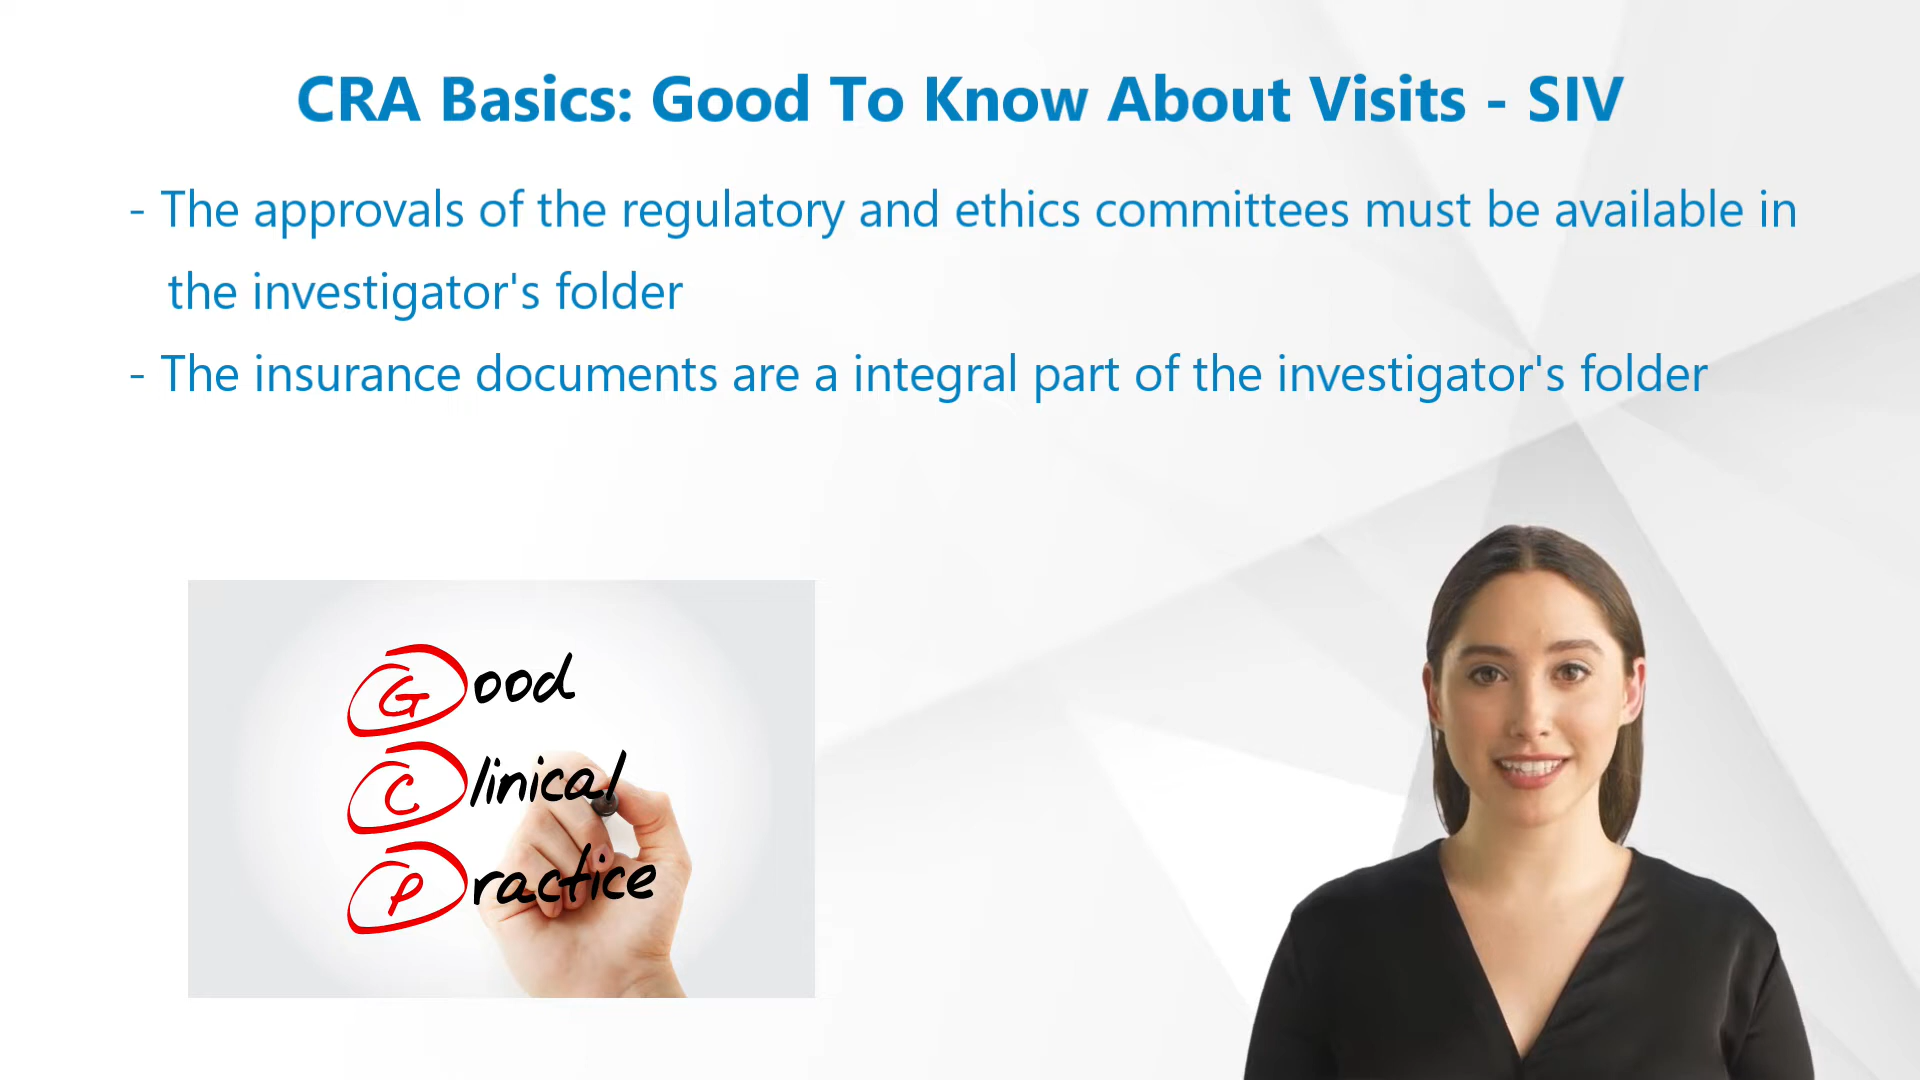 CRA Basics: Good To Know About Visits - SIV
- The approvals of the regulatory and ethics committees must be available in
the investigator's folder
- The insurance documents are a integral part of the investigator's folder
Good
Clinical
Practice